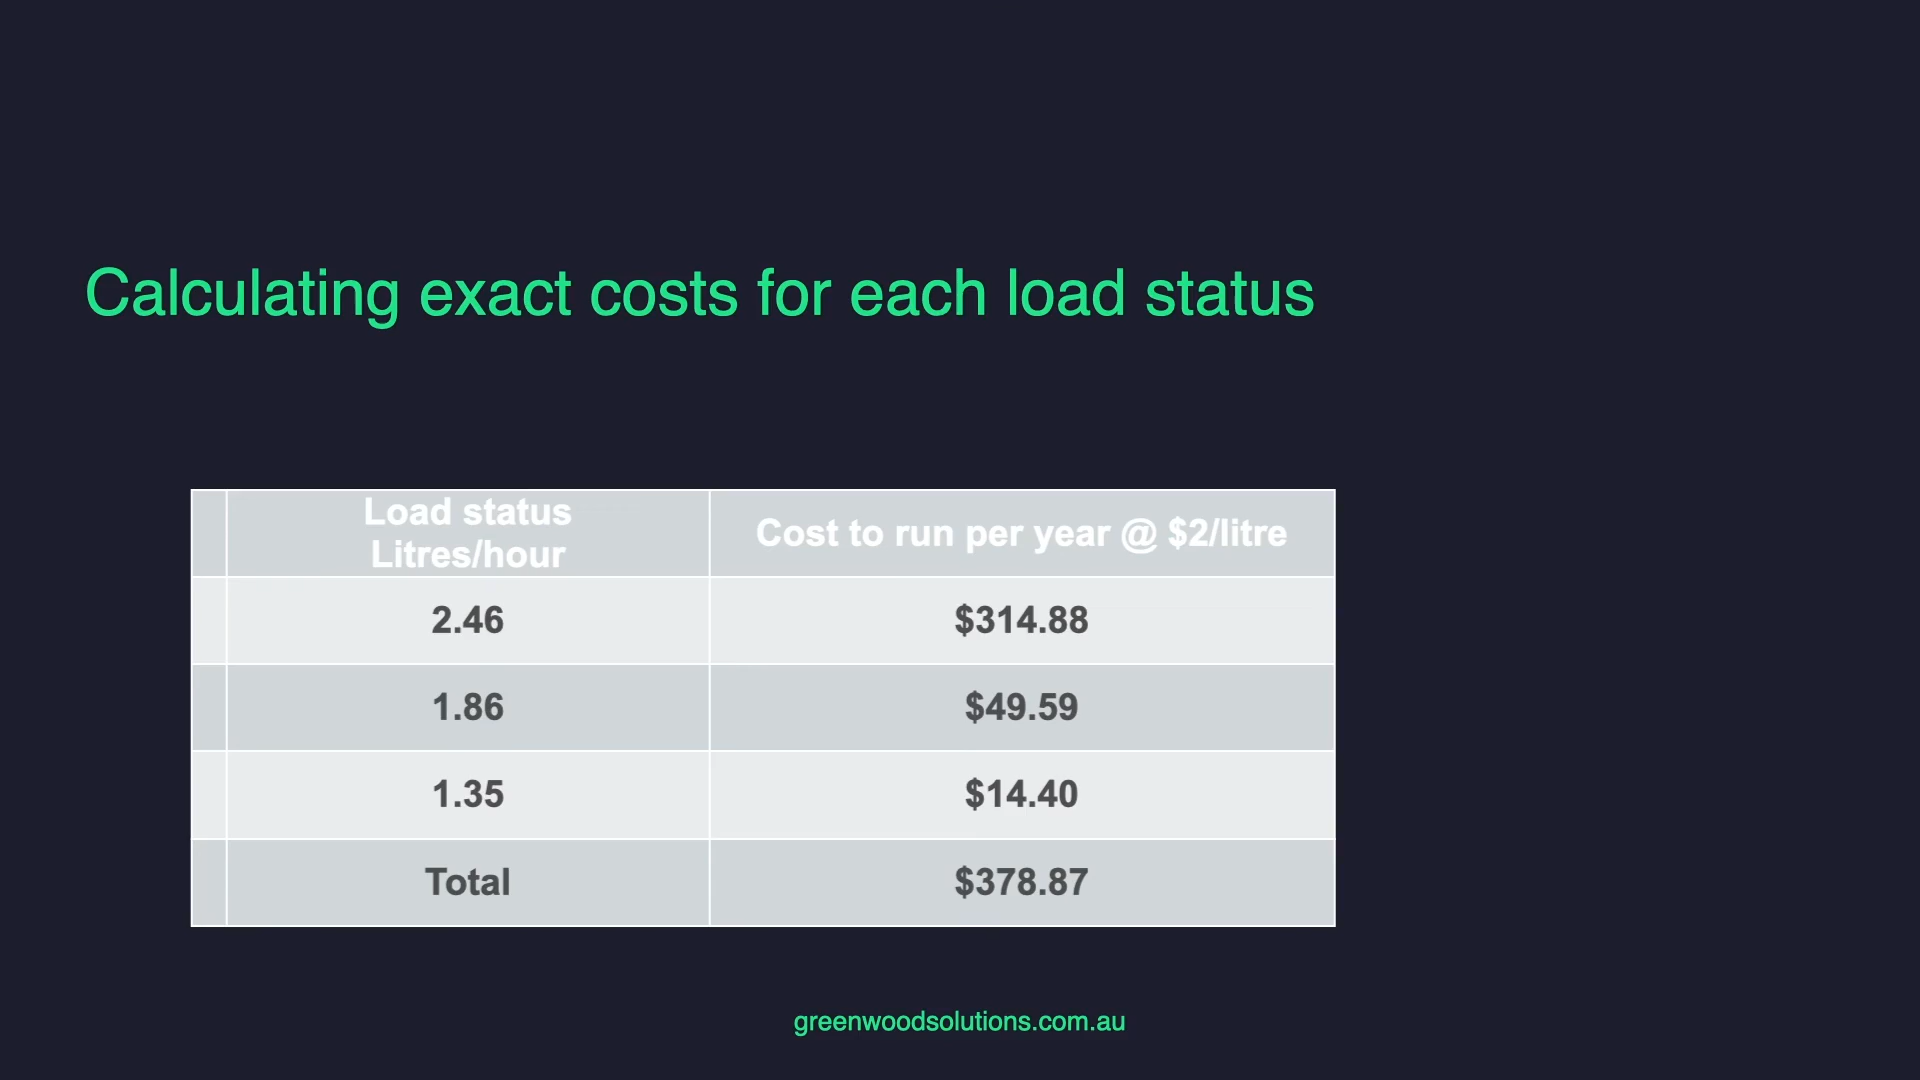 Calculating exact costs for each load status
Load status
Litres/hour
Cost to run per year @ $2/litre
2.46 $314.88
1.86 $49.59
1.35 $14.40
Total $378.87
greenwoodsolutions.com.au